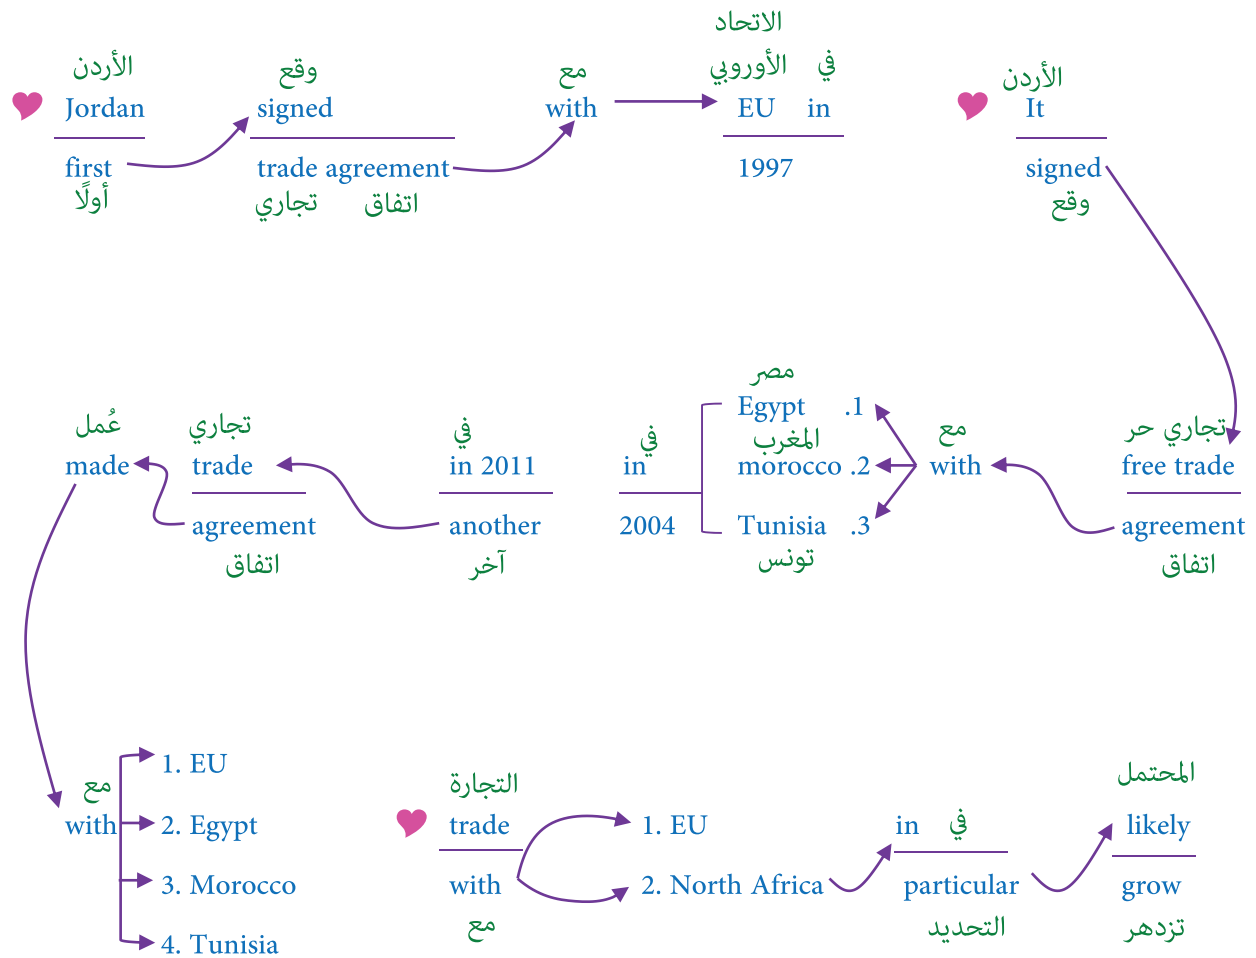 الأردن
Jordan
first
أولًا
وقع
signed
trade agreement
تجاري اتفاق
مع
with
الاتحاد
الأوروبي في
EU in
1997
الأردن
It
signed
وقع
تجاري حر
free trade
agreement
اتفاق
مع
with
مصر
Egypt .1
المغرب
morocco .2
Tunisia .3
تونس
في
in
2004
في
in 2011
another
آخر
تجاري
trade
agreement
اتفاق
عُمل
made
مع
with
1. EU
2. Egypt
3. Morocco
4. Tunisia
التجارة
trade
with
مع
1. EU
2. North Africa
in في
particular
التحديد
المحتمل
likely
grow
تزدهر